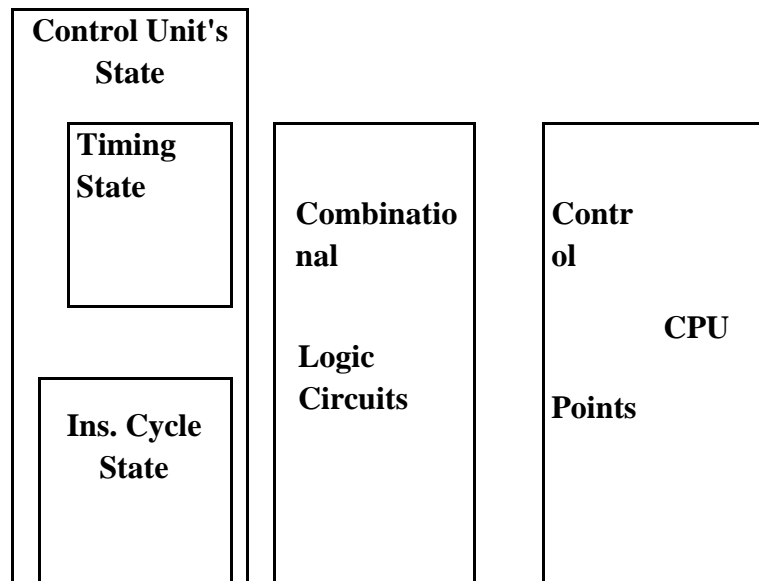 Control Unit's
State
Timing
State
Combinatio
nal
Logic
Circuits
Contr
ol
CPU
Points
Ins. Cycle
State